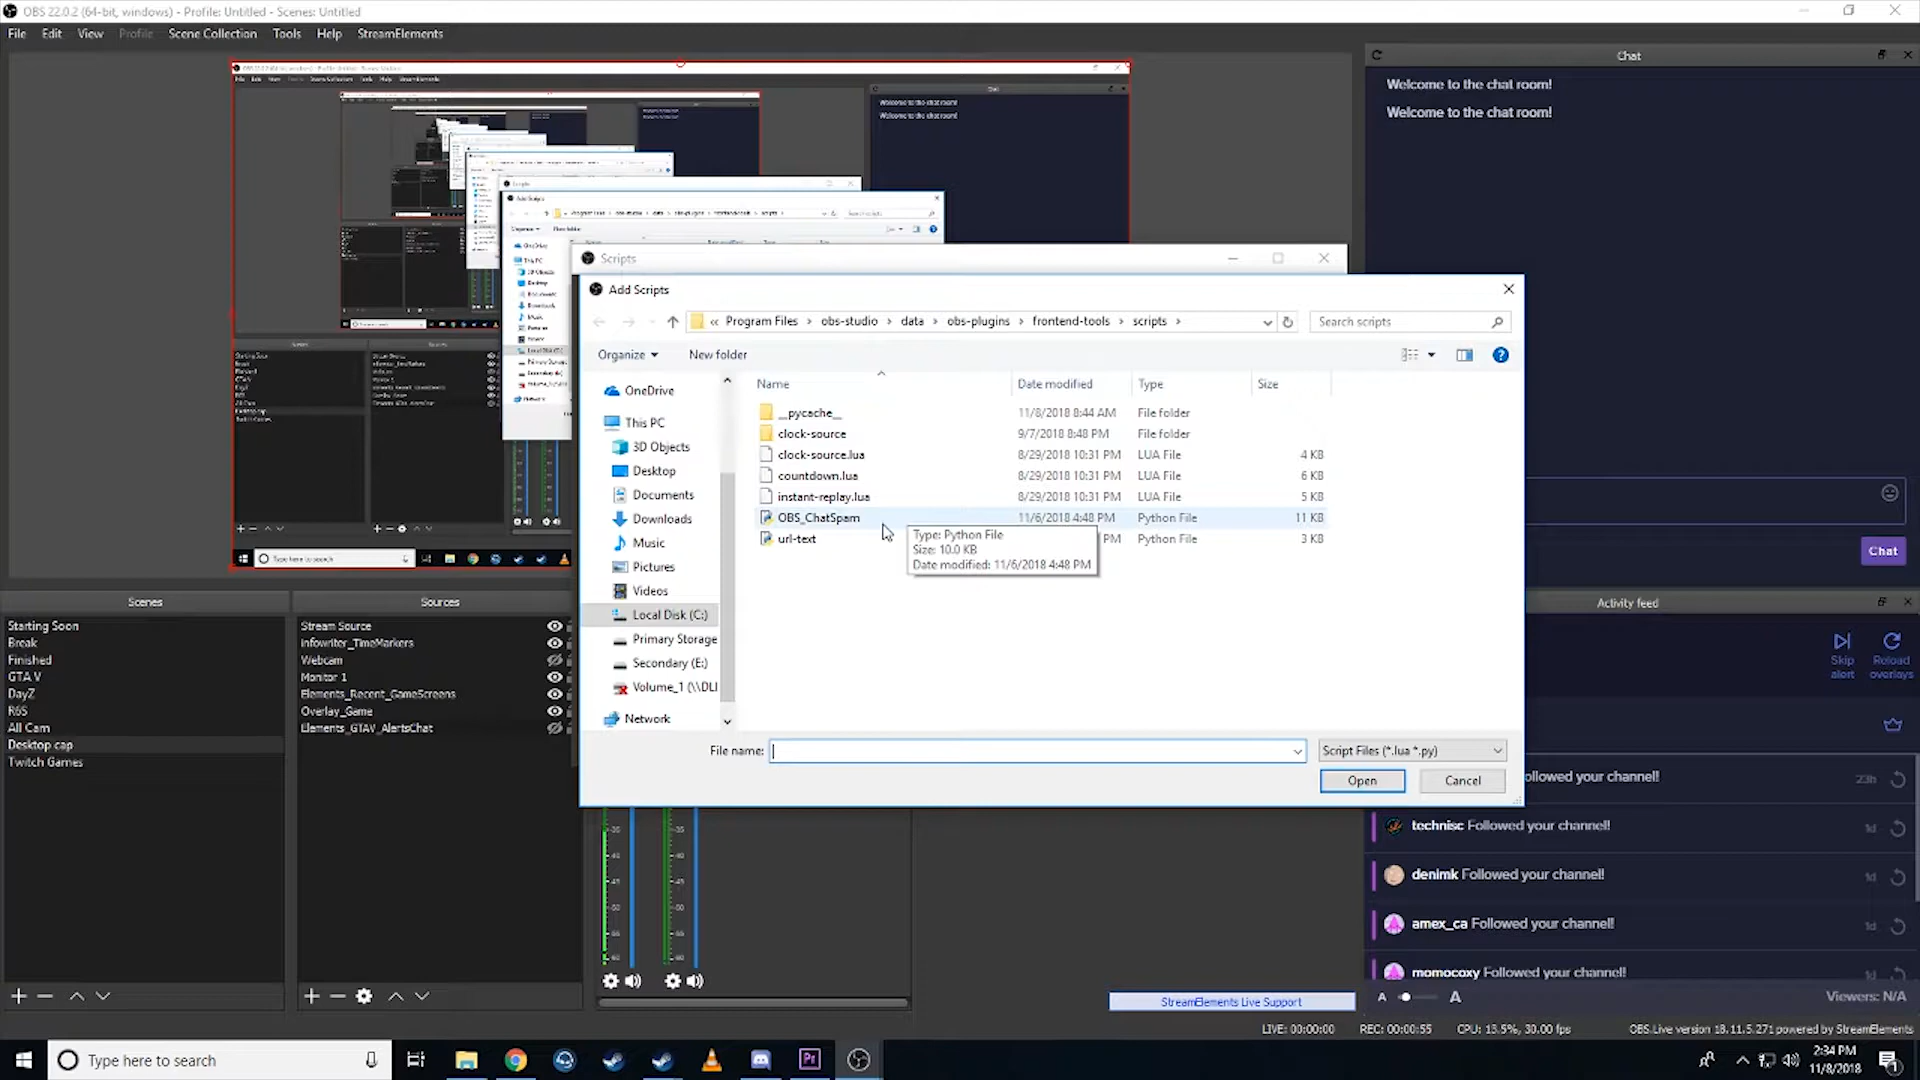 OBS 22.0.2 (64-bit, windows) - Profile: Untitled - Scenes: Untitled
File Edit View Profile Scene Collection Tools Help StreamElements
Chat
Welcome to the chat room!
Welcome to the chat room!
Scripts
Add Scripts
« Program Files › obs-studio › data › obs-plugins › frontend-tools › scripts ›
Search scripts
Organize
New folder
Name Date modified Type Size
__pycache__ 11/8/2018 8:44 AM File folder
clock-source 9/7/2018 8:48 PM File folder
clock-source.lua 8/29/2018 10:31 PM LUA File 4 KB
countdown.lua 8/29/2018 10:31 PM LUA File 6 KB
instant-replay.lua 8/29/2018 10:31 PM LUA File 5 KB
OBS_ChatSpam 11/6/2018 4:48 PM Python File 11 KB
url-text PM Python File 3 KB
Type: Python File
Size: 10.0 KB
Date modified: 11/6/2018 4:48 PM
OneDrive
This PC
3D Objects
Desktop
Documents
Downloads
Music
Pictures
Videos
Local Disk (C:)
Primary Storage
Secondary (E:)
Volume_1 (\\DLI
Network
File name:
Script Files (*.lua *.py)
Open
Cancel
Chat
Scenes
Starting Soon
Break
Finished
GTA V
DayZ
R6S
All Cam
Desktop cap
Twitch Games
Sources
Stream Source
infowriter_TimeMarkers
Webcam
Monitor 1
Elements_Recent_GameScreens
Overlay_Game
Elements_GTAV_AlertsChat
Activity feed
Skip alert
Reload overlays
ollowed your channel! 23h
technisc Followed your channel! 1d
denimk Followed your channel! 1d
amex_ca Followed your channel! 1d
momocoxy Followed your channel! 1d
A A
Viewers: N/A
StreamElements Live Support
LIVE: 00:00:00 REC: 00:00:55 CPU: 13.5%, 30.00 fps OBS.Live version 18.11.5.271 powered by StreamElements
Type here to search
2:34 PM
11/8/2018